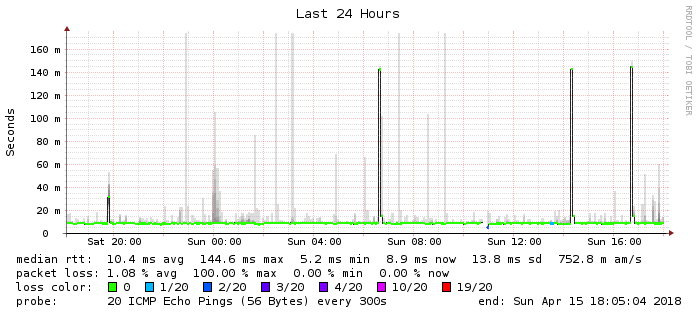 Last 24 Hours
RRDTOOL / TOBI OETIKER
Seconds
160 m
140 m
120 m
100 m
80 m
60 m
40 m
20 m
0
Sat 20:00 Sun 00:00 Sun 04:00 Sun 08:00 Sun 12:00 Sun 16:00
median rtt: 10.4 ms avg 144.6 ms max 5.2 ms min 8.9 ms now 13.8 ms sd 752.8 m am/s
packet loss: 1.08 % avg 100.00 % max 0.00 % min 0.00 % now
loss color: 0 1/20 2/20 3/20 4/20 10/20 19/20
probe: 20 ICMP Echo Pings (56 Bytes) every 300s end: Sun Apr 15 18:05:04 2018